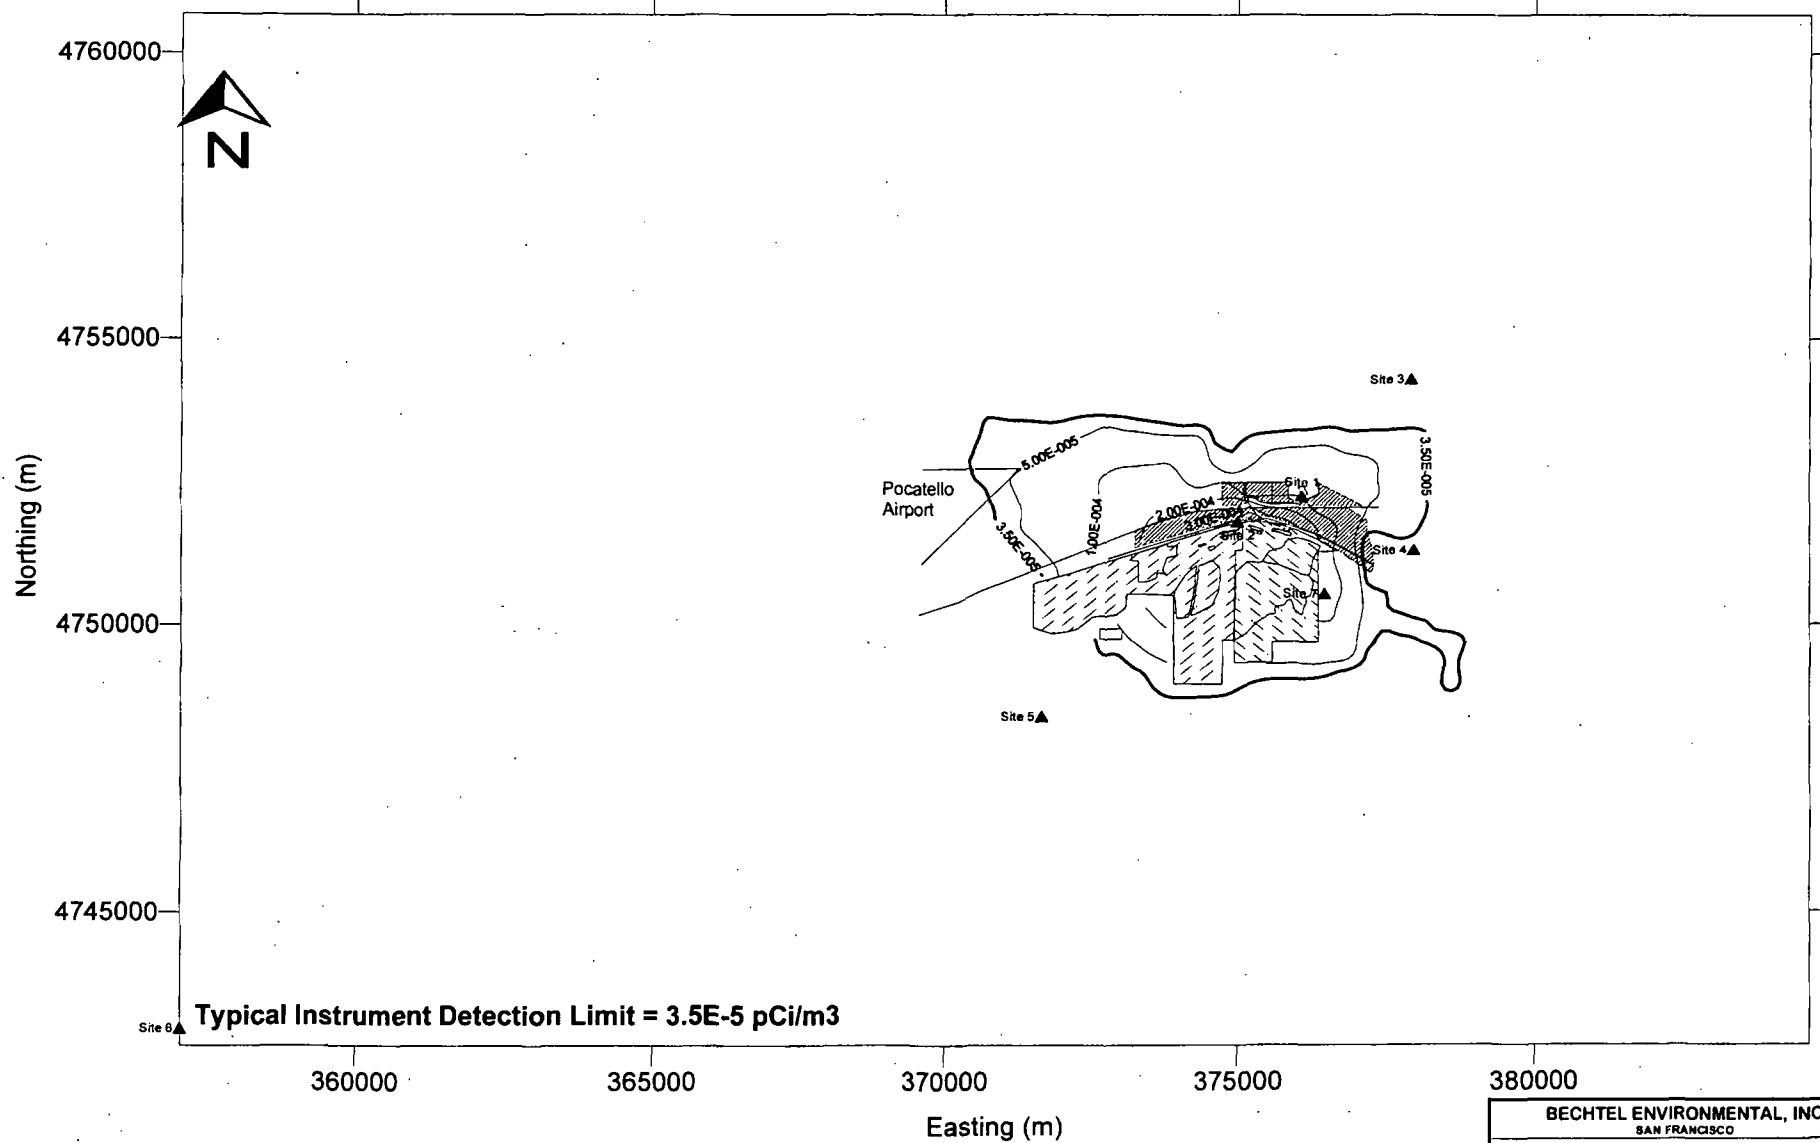 4760000
N
4755000
Site 3
5.00E-005
3.50E-005
Pocatello
Airport
Site 1
2.00E-004
1.00E-004
3.00E-004
Site 2
3.50E-005
Site 4
Northing (m)
4750000
Site 7
Site 5
4745000
Typical Instrument Detection Limit = 3.5E-5 pCi/m3
Site 6
360000
365000
370000
375000
380000
Easting (m)
BECHTEL ENVIRONMENTAL, INC
SAN FRANCISCO